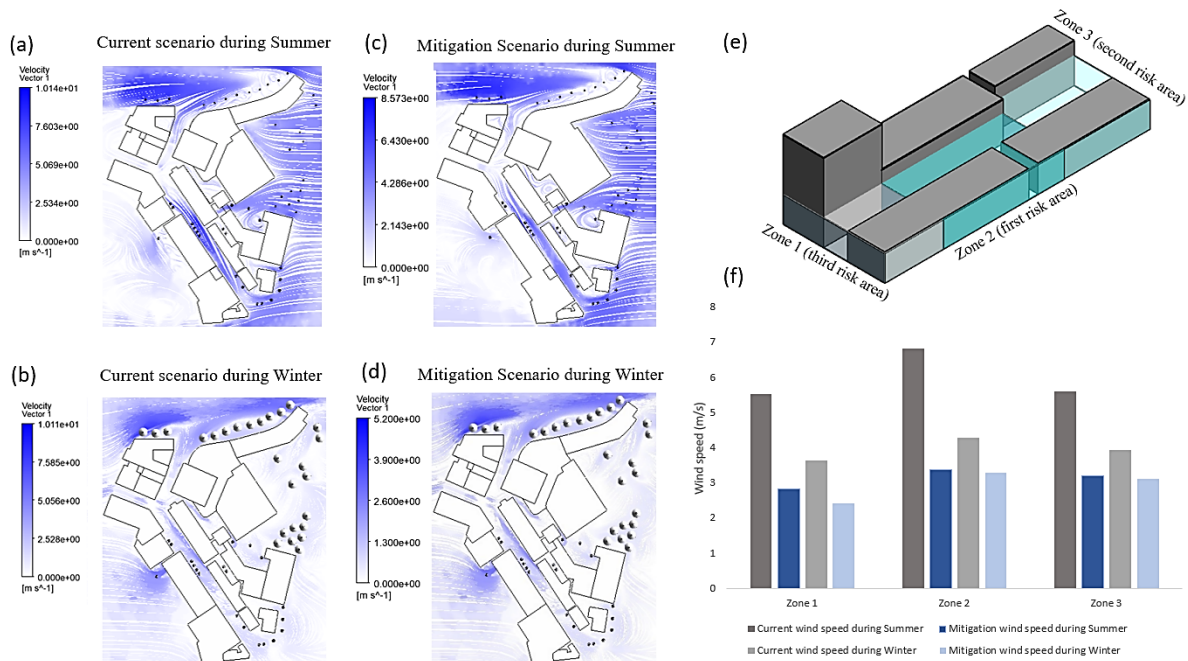 (a)
Current scenario during Summer
Velocity
Vector 1
1.014e+01
7.603e+00
5.069e+00
2.534e+00
0.000e+00
[m s^-1]
(c)
Mitigation Scenario during Summer
Velocity
Vector 1
8.573e+00
6.430e+00
4.286e+00
2.143e+00
0.000e+00
[m s^-1]
(b)
Current scenario during Winter
Velocity
Vector 1
1.011e+01
7.585e+00
5.056e+00
2.528e+00
0.000e+00
[m s^-1]
(d)
Mitigation Scenario during Winter
Velocity
Vector 1
5.200e+00
3.900e+00
2.600e+00
1.300e+00
0.000e+00
[m s^-1]
(e)
Zone 3 (second risk area)
Zone 2 (first risk area)
Zone 1 (third risk area)
(f)
Wind speed (m/s)
8
7
6
5
4
3
2
1
0
Zone 1
Zone 2
Zone 3
Current wind speed during Summer
Mitigation wind speed during Summer
Current wind speed during Winter
Mitigation wind speed during Winter